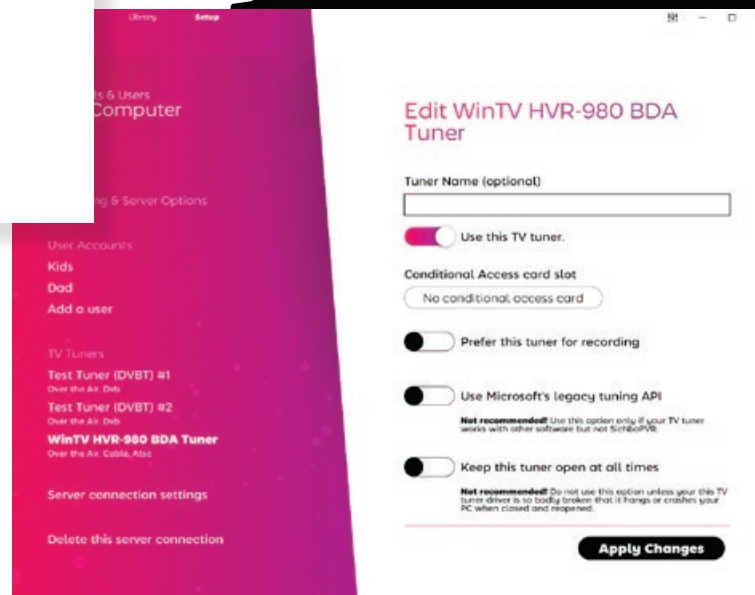 Library Setup
ls & Users
Computer
ng & Server Options
User Accounts
Kids
Dad
Add a user
TV Tuners
Test Tuner (DVBT) #1
Over the Air, Dvb
Test Tuner (DVBT) #2
Over the Air, Dvb
WinTV HVR-980 BDA Tuner
Over the Air, Cable, Atsc
Server connection settings
Delete this server connection
Edit WinTV HVR-980 BDA
Tuner
Tuner Name (optional)
Use this TV tuner.
Conditional Access card slot
No conditional access card
Prefer this tuner for recording
Use Microsoft's legacy tuning API
Not recommended! Use this option only if your TV tuner
works with other software but not SichboPVR.
Keep this tuner open at all times
Not recommended! Do not use this option unless your this TV
tuner driver is so badly broken that it hangs or crashes your
PC when closed and reopened.
Apply Changes